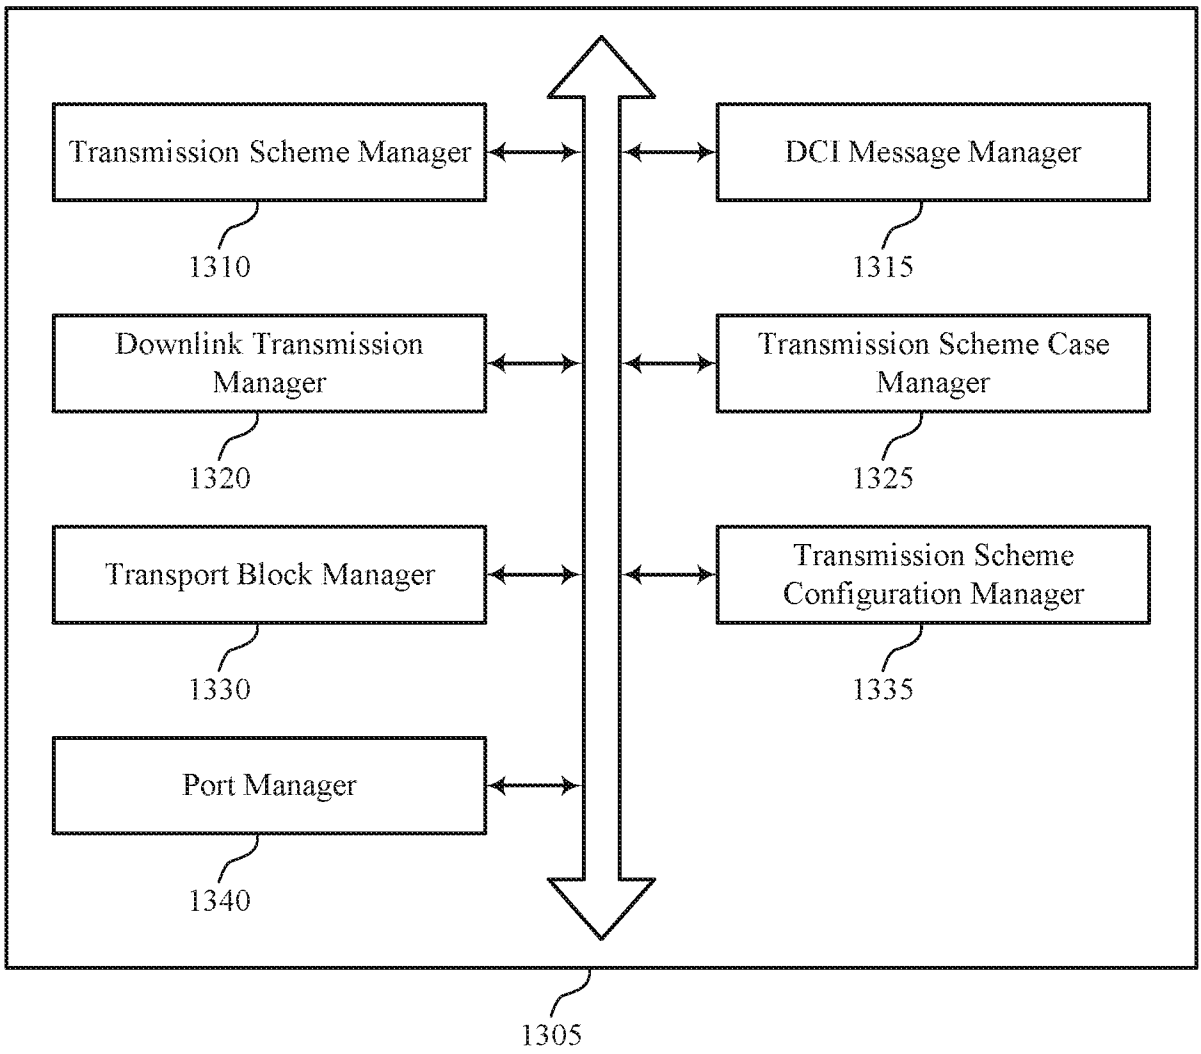 Transmission Scheme Manager
DCI Message Manager
1310
1315
Downlink Transmission
Manager
Transmission Scheme Case
Manager
1320
1325
Transport Block Manager
Transmission Scheme
Configuration Manager
1330
1335
Port Manager
1340
1305